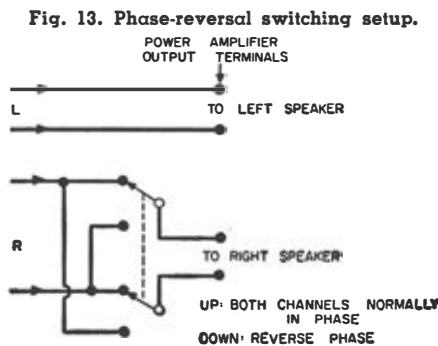 Fig. 13. Phase-reversal switching setup.
POWER AMPLIFIER
OUTPUT TERMINALS
L
TO LEFT SPEAKER
R
TO RIGHT SPEAKER
UP: BOTH CHANNELS NORMALLY
IN PHASE
DOWN: REVERSE PHASE